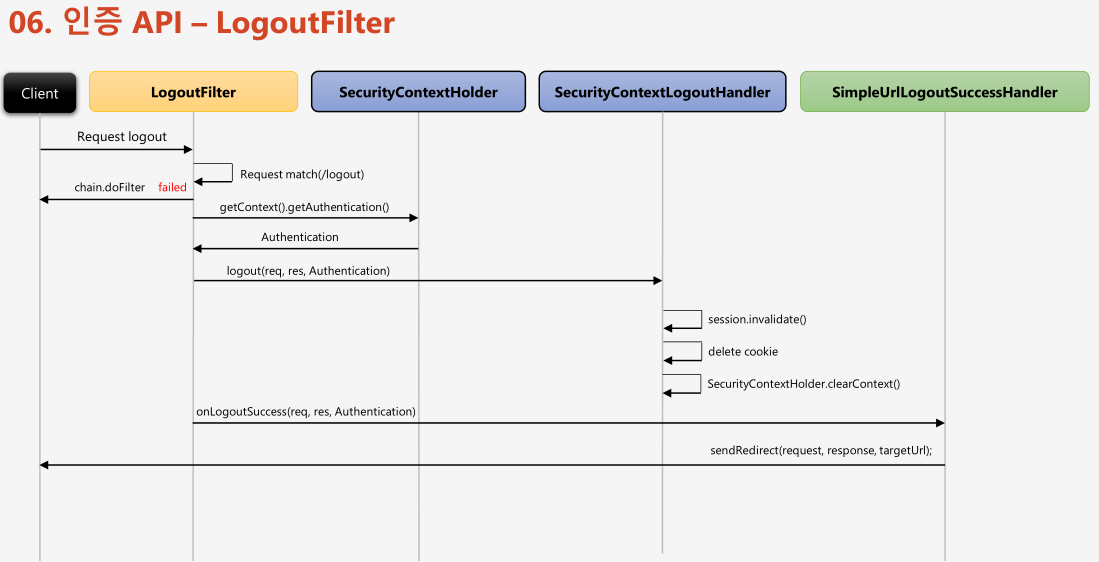 06. 인증 API – LogoutFilter
Client
LogoutFilter
SecurityContextHolder
SecurityContextLogoutHandler
SimpleUrlLogoutSuccessHandler
Request logout
Request match(/logout)
chain.doFilter failed
getContext().getAuthentication()
Authentication
logout(req, res, Authentication)
session.invalidate()
delete cookie
SecurityContextHolder.clearContext()
onLogoutSuccess(req, res, Authentication)
sendRedirect(request, response, targetUrl);